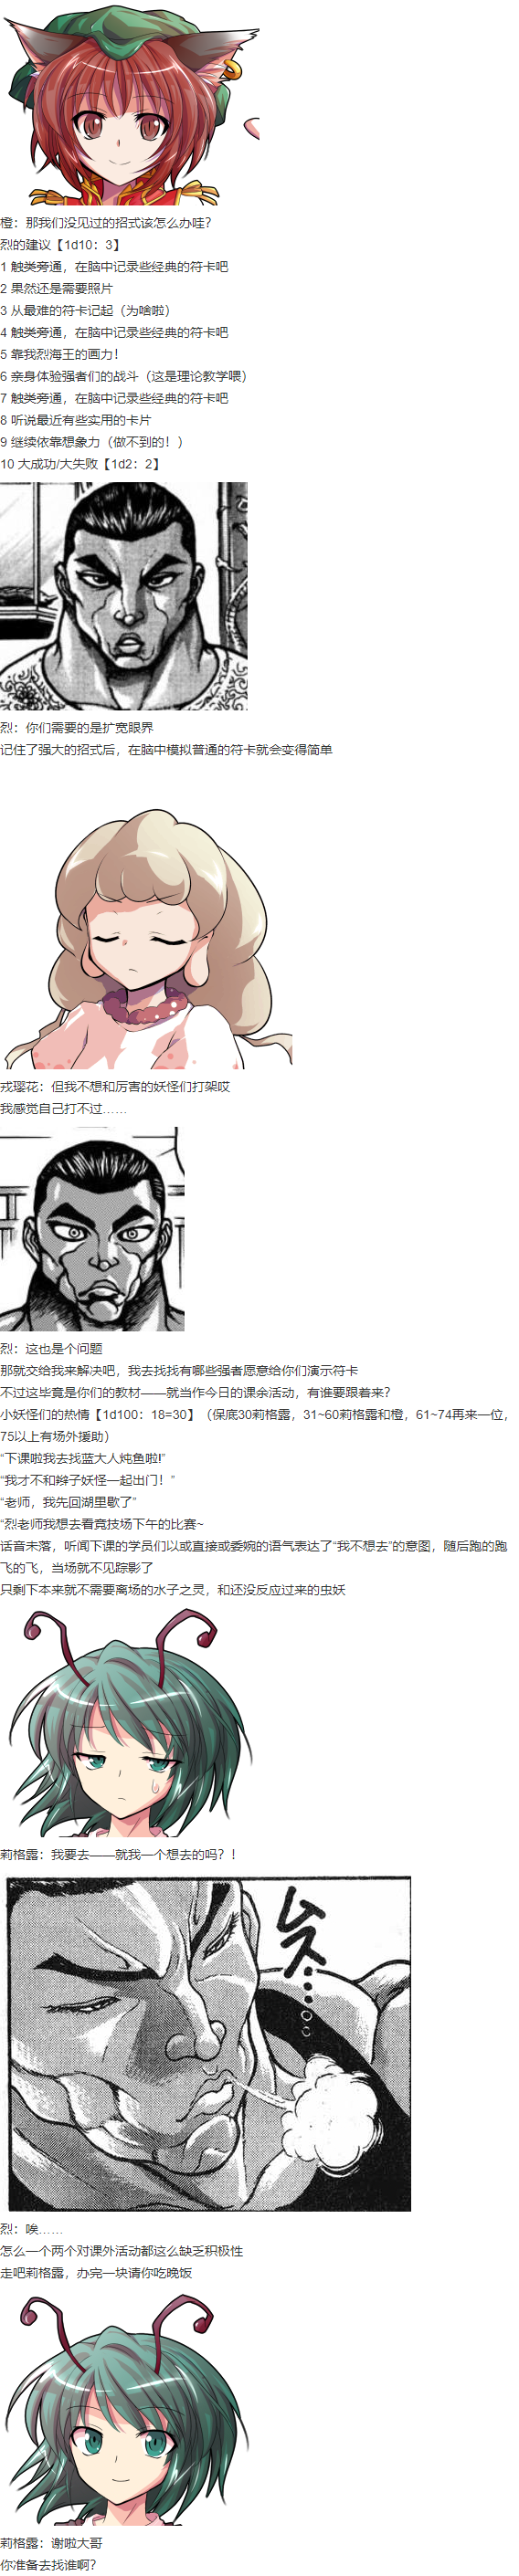 橙：那我们没见过的招式该怎么办哇？
烈的建议【1d10：3】
1 触类旁通，在脑中记录些经典的符卡吧
2 果然还是需要照片
3 从最难的符卡记起（为啥啦）
4 触类旁通，在脑中记录些经典的符卡吧
5 靠我烈海王的画力！
6 亲身体验强者们的战斗（这是理论教学喂）
7 触类旁通，在脑中记录些经典的符卡吧
8 听说最近有些实用的卡片
9 继续依靠想象力（做不到的！）
10 大成功/大失败【1d2：2】
烈：你们需要的是扩宽眼界
记住了强大的招式后，在脑中模拟普通的符卡就会变得简单
戎璎花：但我不想和厉害的妖怪们打架哎
我感觉自己打不过……
烈：这也是个问题
那就交给我来解决吧，我去找找有哪些强者愿意给你们演示符卡
不过这毕竟是你们的教材——就当作今日的课余活动，有谁要跟着来？
小妖怪们的热情【1d100：18=30】（保底30莉格露，31~60莉格露和橙，61~74再来一位，
75以上有场外援助）
“下课啦我去找蓝大人炖鱼啦!”
“我才不和辫子妖怪一起出门！”
“老师，我先回湖里歇了”
“烈老师我想去看竞技场下午的比赛~
话音未落，听闻下课的学员们以或直接或委婉的语气表达了“我不想去”的意图，随后跑的跑
飞的飞，当场就不见踪影了
只剩下本来就不需要离场的水子之灵，和还没反应过来的虫妖
莉格露：我要去——就我一个想去的吗？！
ムス…。。
烈：唉……
怎么一个两个对课外活动都这么缺乏积极性
走吧莉格露，办完一块请你吃晚饭
莉格露：谢啦大哥
你准备去找谁啊？